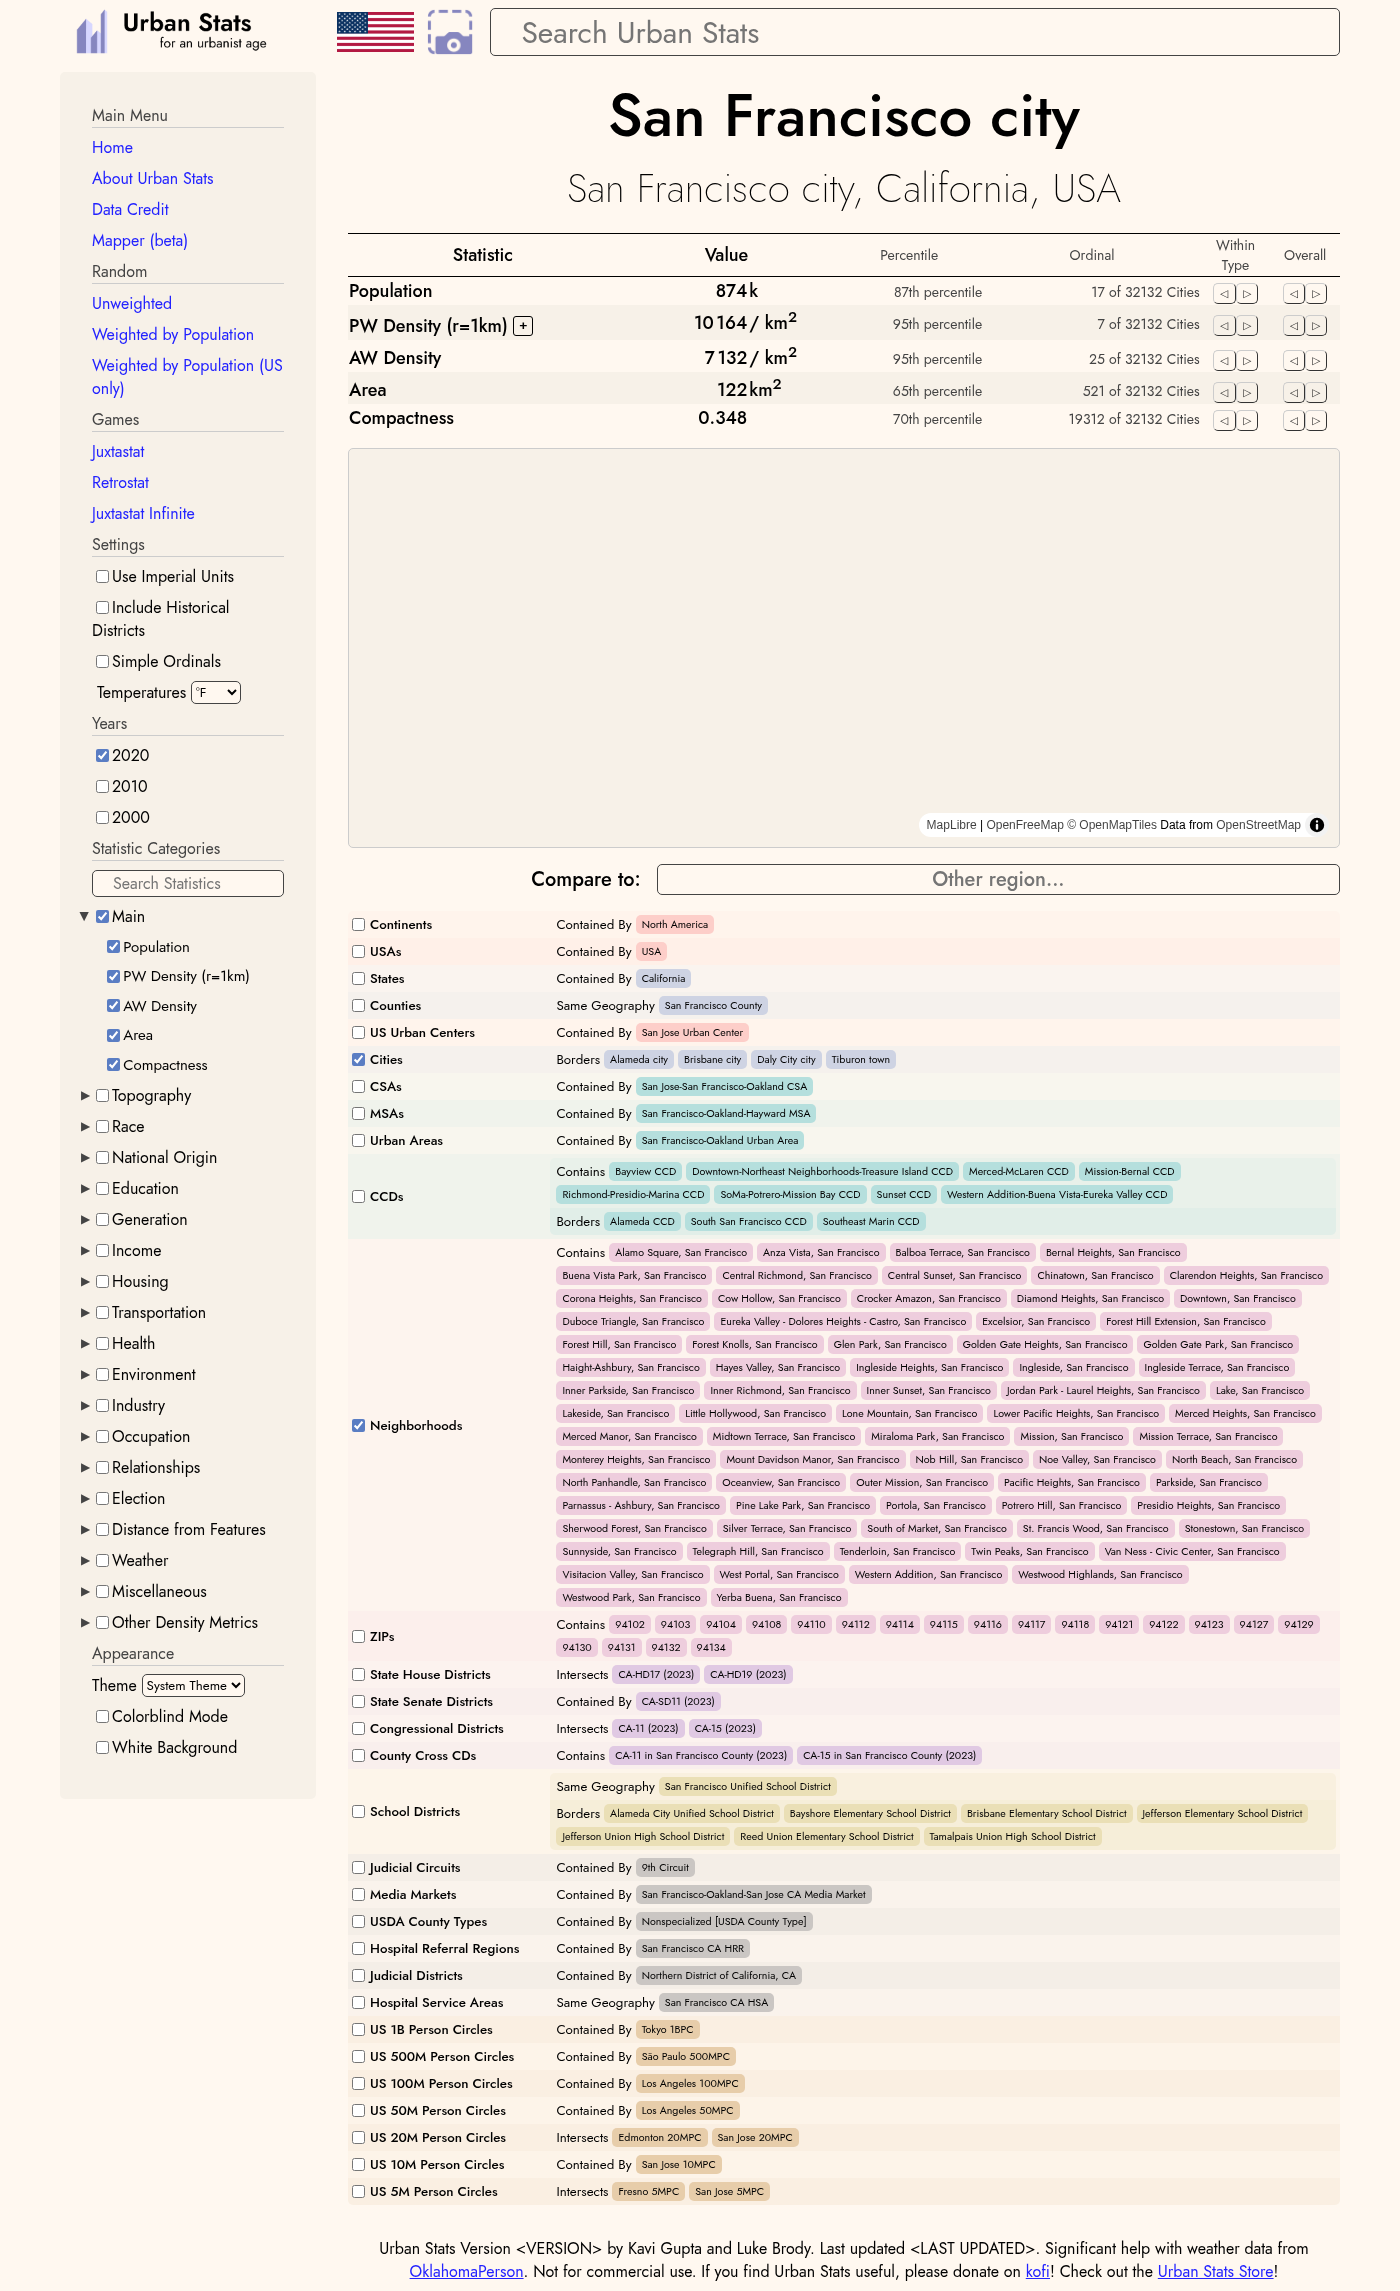 Urban Stats
for an urbanist age
Search Urban Stats
Main Menu
Home
About Urban Stats
Data Credit
Mapper (beta)
Random
Unweighted
Weighted by Population
Weighted by Population (US
only)
Games
Juxtastat
Retrostat
Juxtastat Infinite
Settings
Use Imperial Units
Include Historical
Districts
Simple Ordinals
Temperatures °F
Years
2020
2010
2000
Statistic Categories
Search Statistics
▼ Main
Population
PW Density (r=1km)
AW Density
Area
Compactness
▶ Topography
▶ Race
▶ National Origin
▶ Education
▶ Generation
▶ Income
▶ Housing
▶ Transportation
▶ Health
▶ Environment
▶ Industry
▶ Occupation
▶ Relationships
▶ Election
▶ Distance from Features
▶ Weather
▶ Miscellaneous
▶ Other Density Metrics
Appearance
Theme System Theme
Colorblind Mode
White Background
San Francisco city
San Francisco city, California, USA
Statistic Value Percentile Ordinal Within Type Overall
Population 874k 87th percentile 17 of 32132 Cities ◁ ▷ ◁ ▷
PW Density (r=1km) + 10 164 / km² 95th percentile 7 of 32132 Cities ◁ ▷ ◁ ▷
AW Density 7 132 / km² 95th percentile 25 of 32132 Cities ◁ ▷ ◁ ▷
Area 122 km² 65th percentile 521 of 32132 Cities ◁ ▷ ◁ ▷
Compactness 0.348 70th percentile 19312 of 32132 Cities ◁ ▷ ◁ ▷
MapLibre | OpenFreeMap © OpenMapTiles Data from OpenStreetMap
Compare to: Other region...
Continents Contained By North America
USAs Contained By USA
States Contained By California
Counties Same Geography San Francisco County
US Urban Centers Contained By San Jose Urban Center
Cities Borders Alameda city Brisbane city Daly City city Tiburon town
CSAs Contained By San Jose-San Francisco-Oakland CSA
MSAs Contained By San Francisco-Oakland-Hayward MSA
Urban Areas Contained By San Francisco-Oakland Urban Area
CCDs Contains Bayview CCD Downtown-Northeast Neighborhoods-Treasure Island CCD Merced-McLaren CCD Mission-Bernal CCD
Richmond-Presidio-Marina CCD SoMa-Potrero-Mission Bay CCD Sunset CCD Western Addition-Buena Vista-Eureka Valley CCD
Borders Alameda CCD South San Francisco CCD Southeast Marin CCD
Neighborhoods Contains Alamo Square, San Francisco Anza Vista, San Francisco Balboa Terrace, San Francisco Bernal Heights, San Francisco
Buena Vista Park, San Francisco Central Richmond, San Francisco Central Sunset, San Francisco Chinatown, San Francisco Clarendon Heights, San Francisco
Corona Heights, San Francisco Cow Hollow, San Francisco Crocker Amazon, San Francisco Diamond Heights, San Francisco Downtown, San Francisco
Duboce Triangle, San Francisco Eureka Valley - Dolores Heights - Castro, San Francisco Excelsior, San Francisco Forest Hill Extension, San Francisco
Forest Hill, San Francisco Forest Knolls, San Francisco Glen Park, San Francisco Golden Gate Heights, San Francisco Golden Gate Park, San Francisco
Haight-Ashbury, San Francisco Hayes Valley, San Francisco Ingleside Heights, San Francisco Ingleside, San Francisco Ingleside Terrace, San Francisco
Inner Parkside, San Francisco Inner Richmond, San Francisco Inner Sunset, San Francisco Jordan Park - Laurel Heights, San Francisco Lake, San Francisco
Lakeside, San Francisco Little Hollywood, San Francisco Lone Mountain, San Francisco Lower Pacific Heights, San Francisco Merced Heights, San Francisco
Merced Manor, San Francisco Midtown Terrace, San Francisco Miraloma Park, San Francisco Mission, San Francisco Mission Terrace, San Francisco
Monterey Heights, San Francisco Mount Davidson Manor, San Francisco Nob Hill, San Francisco Noe Valley, San Francisco North Beach, San Francisco
North Panhandle, San Francisco Oceanview, San Francisco Outer Mission, San Francisco Pacific Heights, San Francisco Parkside, San Francisco
Parnassus - Ashbury, San Francisco Pine Lake Park, San Francisco Portola, San Francisco Potrero Hill, San Francisco Presidio Heights, San Francisco
Sherwood Forest, San Francisco Silver Terrace, San Francisco South of Market, San Francisco St. Francis Wood, San Francisco Stonestown, San Francisco
Sunnyside, San Francisco Telegraph Hill, San Francisco Tenderloin, San Francisco Twin Peaks, San Francisco Van Ness - Civic Center, San Francisco
Visitacion Valley, San Francisco West Portal, San Francisco Western Addition, San Francisco Westwood Highlands, San Francisco
Westwood Park, San Francisco Yerba Buena, San Francisco
ZIPs Contains 94102 94103 94104 94108 94110 94112 94114 94115 94116 94117 94118 94121 94122 94123 94127 94129
94130 94131 94132 94134
State House Districts Intersects CA-HD17 (2023) CA-HD19 (2023)
State Senate Districts Contained By CA-SD11 (2023)
Congressional Districts Intersects CA-11 (2023) CA-15 (2023)
County Cross CDs Contains CA-11 in San Francisco County (2023) CA-15 in San Francisco County (2023)
School Districts Same Geography San Francisco Unified School District
Borders Alameda City Unified School District Bayshore Elementary School District Brisbane Elementary School District Jefferson Elementary School District
Jefferson Union High School District Reed Union Elementary School District Tamalpais Union High School District
Judicial Circuits Contained By 9th Circuit
Media Markets Contained By San Francisco-Oakland-San Jose CA Media Market
USDA County Types Contained By Nonspecialized [USDA County Type]
Hospital Referral Regions Contained By San Francisco CA HRR
Judicial Districts Contained By Northern District of California, CA
Hospital Service Areas Same Geography San Francisco CA HSA
US 1B Person Circles Contained By Tokyo 1BPC
US 500M Person Circles Contained By São Paulo 500MPC
US 100M Person Circles Contained By Los Angeles 100MPC
US 50M Person Circles Contained By Los Angeles 50MPC
US 20M Person Circles Intersects Edmonton 20MPC San Jose 20MPC
US 10M Person Circles Contained By San Jose 10MPC
US 5M Person Circles Intersects Fresno 5MPC San Jose 5MPC
Urban Stats Version <VERSION> by Kavi Gupta and Luke Brody. Last updated <LAST UPDATED>. Significant help with weather data from
OklahomaPerson. Not for commercial use. If you find Urban Stats useful, please donate on kofi! Check out the Urban Stats Store!